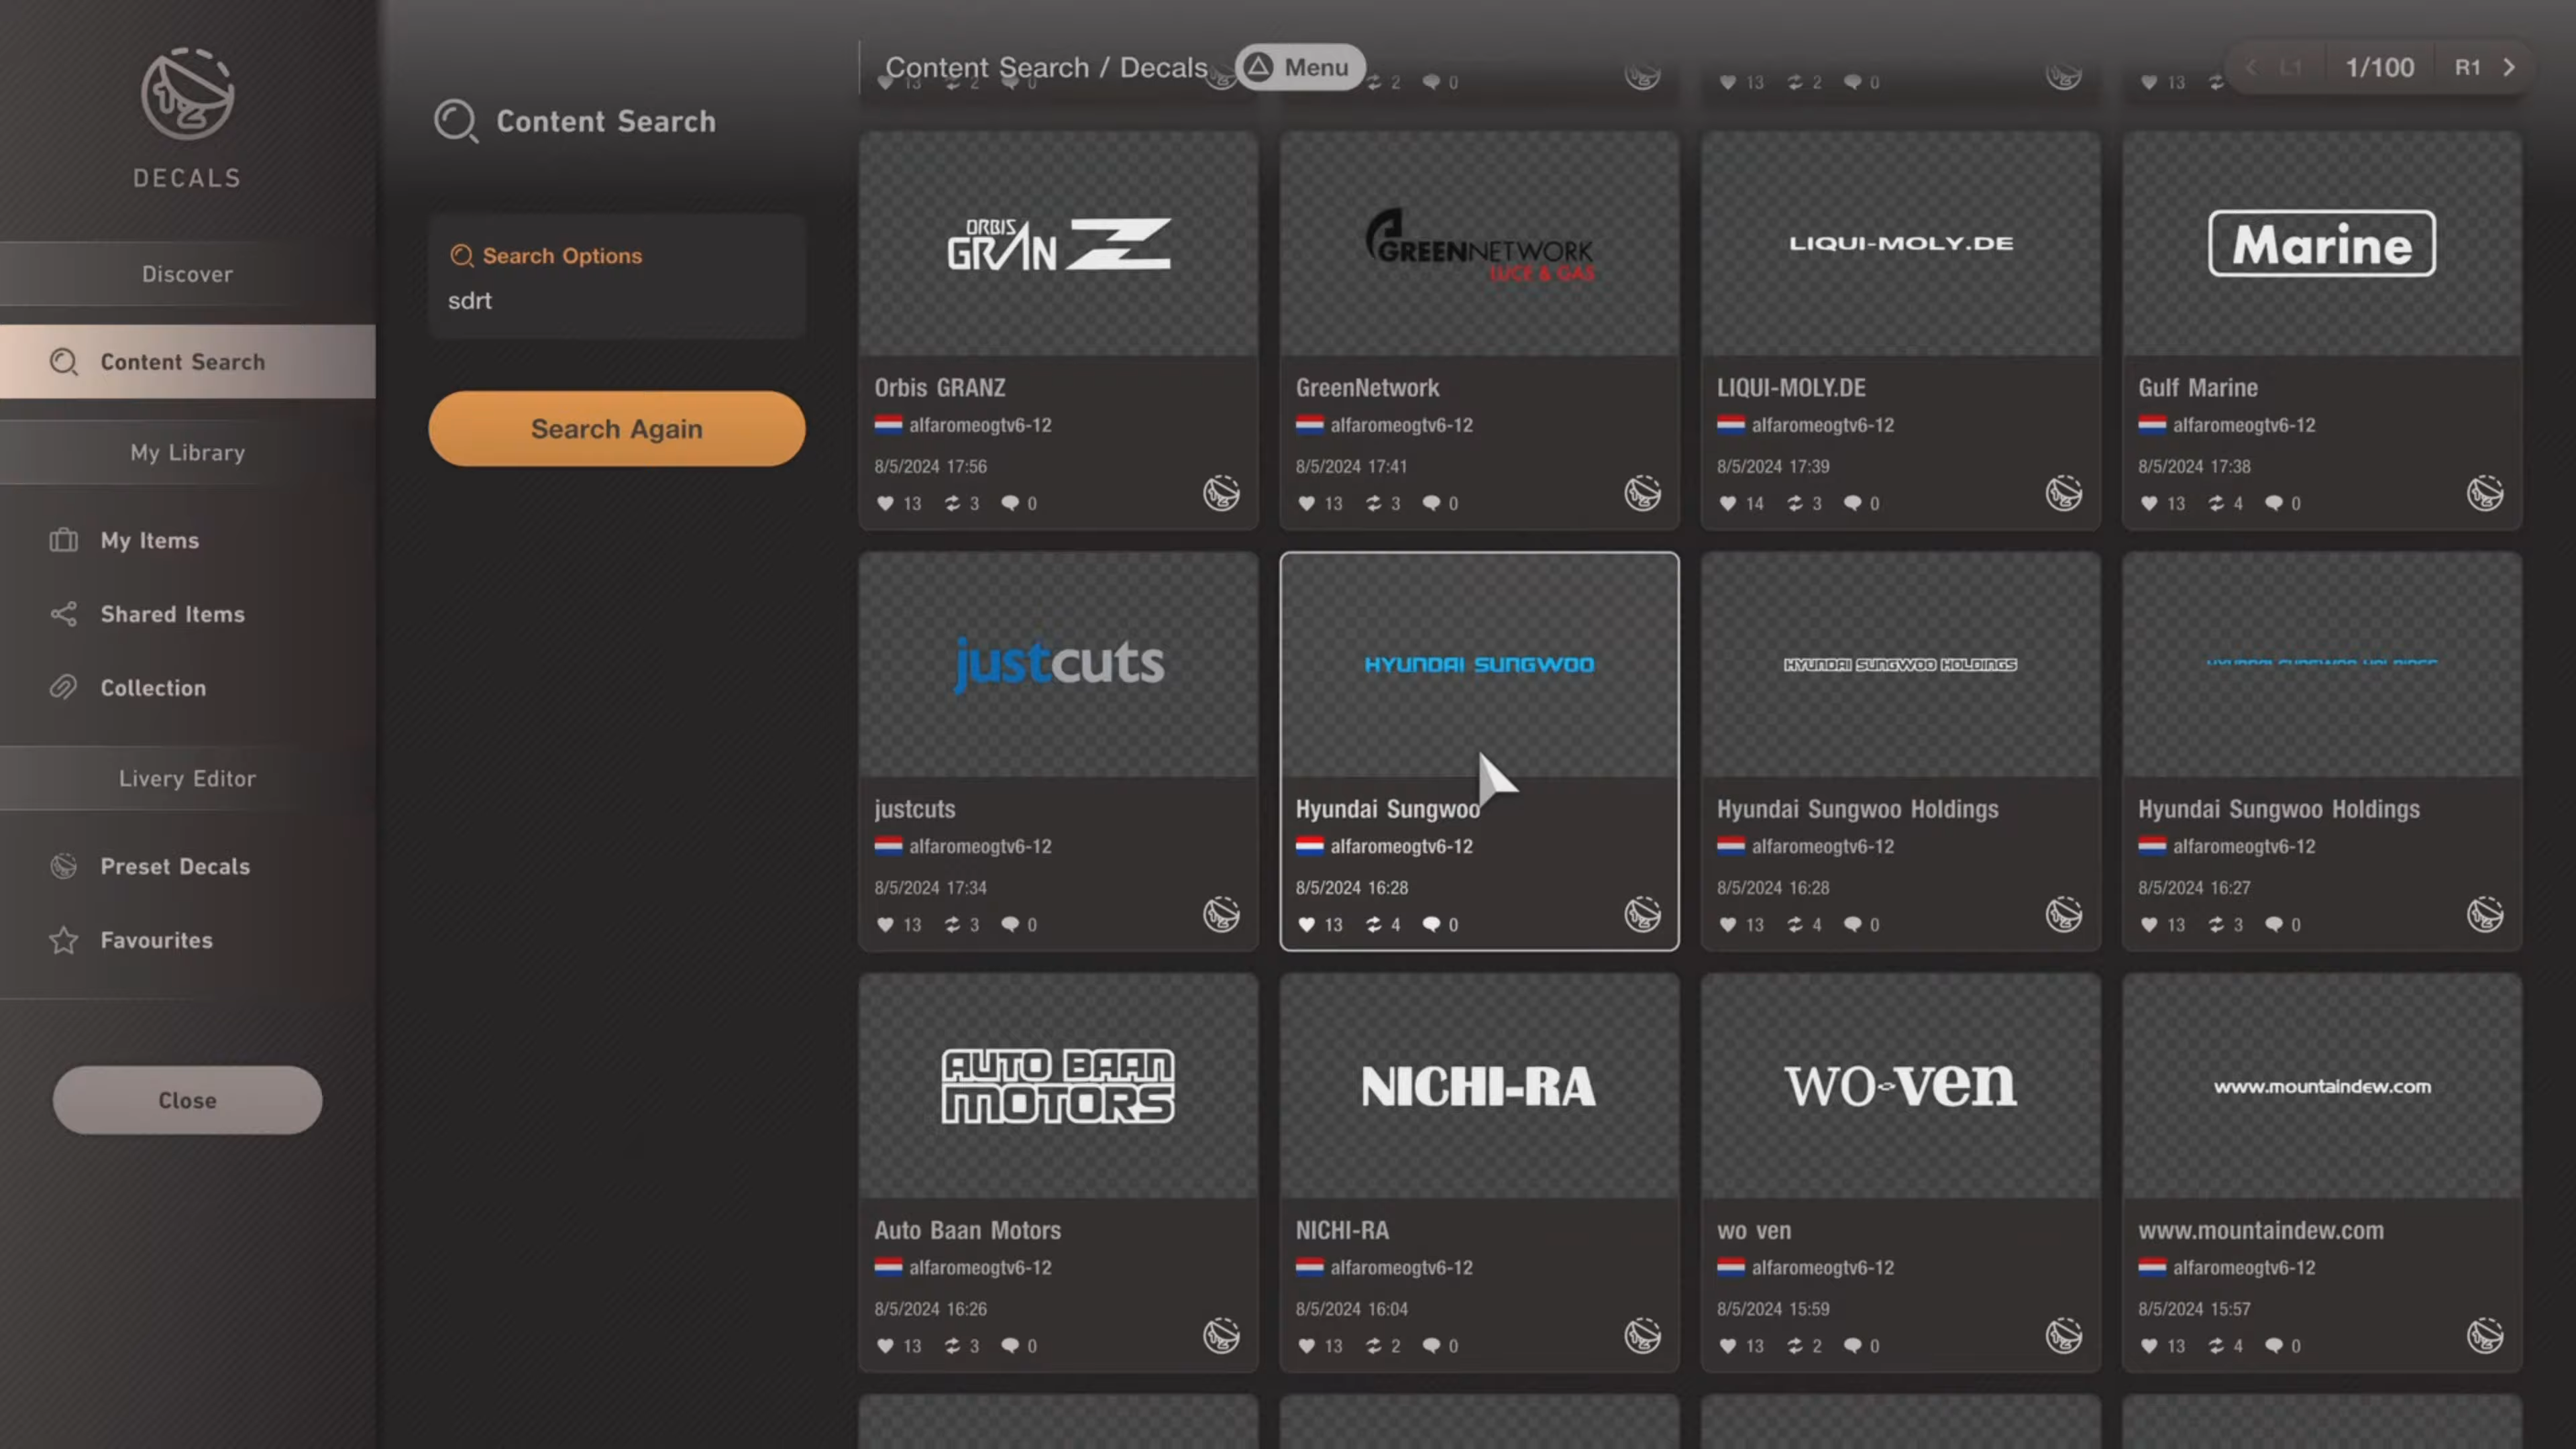 DECALS
Discover
Content Search
My Library
My Items
Shared Items
Collection
Livery Editor
Preset Decals
Favourites
Close
Content Search
Search Options
sdrt
Search Again
Content Search / Decals
Menu
L1 1/100 R1
13 2 0
2 0
13 2 0
13
ORBIS
GRAN Z
Orbis GRANZ
alfaromeogtv6-12
8/5/2024 17:56
13 3 0
GREENNETWORK
LUCE & GAS
GreenNetwork
alfaromeogtv6-12
8/5/2024 17:41
13 3 0
LIQUI-MOLY.DE
LIQUI-MOLY.DE
alfaromeogtv6-12
8/5/2024 17:39
14 3 0
Marine
Gulf Marine
alfaromeogtv6-12
8/5/2024 17:38
13 4 0
justcuts
justcuts
alfaromeogtv6-12
8/5/2024 17:34
13 3 0
HYUNDAI SUNGWOO
Hyundai Sungwoo
alfaromeogtv6-12
8/5/2024 16:28
13 4 0
HYUNDAI SUNGWOO HOLDINGS
Hyundai Sungwoo Holdings
alfaromeogtv6-12
8/5/2024 16:28
13 4 0
Hyundai Sungwoo Holdings
alfaromeogtv6-12
8/5/2024 16:27
13 3 0
AUTO BAAN
MOTORS
Auto Baan Motors
alfaromeogtv6-12
8/5/2024 16:26
13 3 0
NICHI-RA
NICHI-RA
alfaromeogtv6-12
8/5/2024 16:04
13 2 0
wo-ven
wo ven
alfaromeogtv6-12
8/5/2024 15:59
13 2 0
www.mountaindew.com
www.mountaindew.com
alfaromeogtv6-12
8/5/2024 15:57
13 4 0